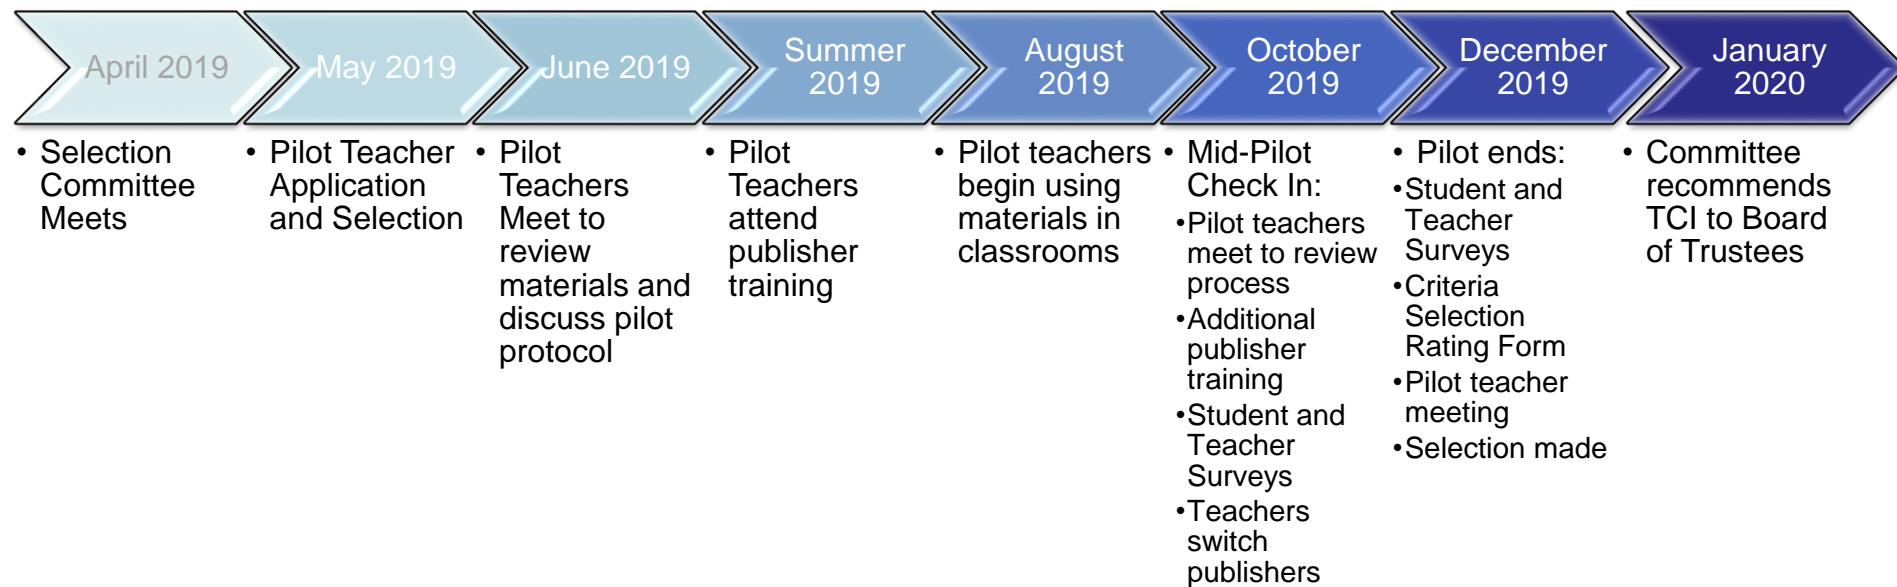 April 2019
May 2019
June 2019
Summer
2019
August
2019
October
2019
December
2019
January
2020
• Selection
Committee
Meets
• Pilot Teacher
Application
and Selection
• Pilot
Teachers
Meet to
review
materials and
discuss pilot
protocol
• Pilot
Teachers
attend
publisher
training
• Pilot teachers
begin using
materials in
classrooms
• Mid-Pilot
Check In:
•Pilot teachers
meet to review
process
•Additional
publisher
training
•Student and
Teacher
Surveys
•Teachers
switch
publishers
• Pilot ends:
•Student and
Teacher
Surveys
•Criteria
Selection
Rating Form
•Pilot teacher
meeting
•Selection made
• Committee
recommends
TCI to Board
of Trustees